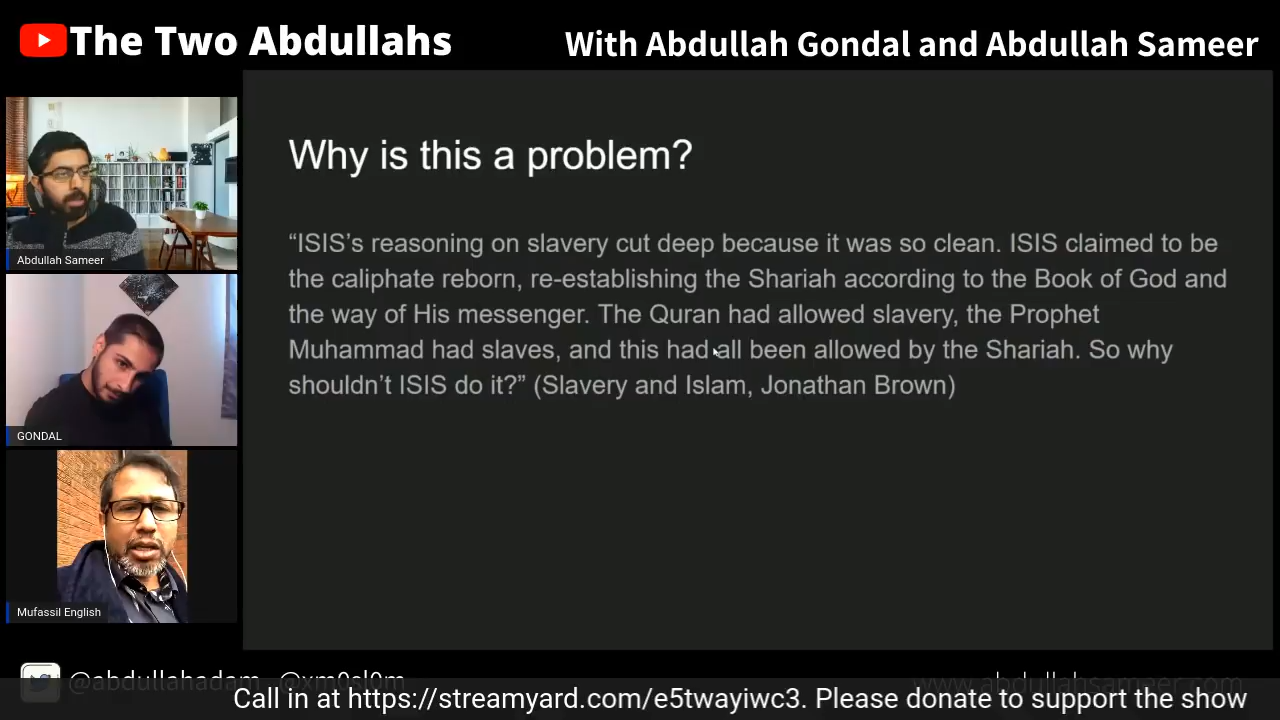 The Two Abdullahs
With Abdullah Gondal and Abdullah Sameer
Abdullah Sameer
GONDAL
Mufassil English
Why is this a problem?
“ISIS’s reasoning on slavery cut deep because it was so clean. ISIS claimed to be
the caliphate reborn, re-establishing the Shariah according to the Book of God and
the way of His messenger. The Quran had allowed slavery, the Prophet
Muhammad had slaves, and this had all been allowed by the Shariah. So why
shouldn’t ISIS do it?” (Slavery and Islam, Jonathan Brown)
@abdullahadam @xm0sl0m
www.abdullahsameer.com
Call in at https://streamyard.com/e5twayiwc3. Please donate to support the show